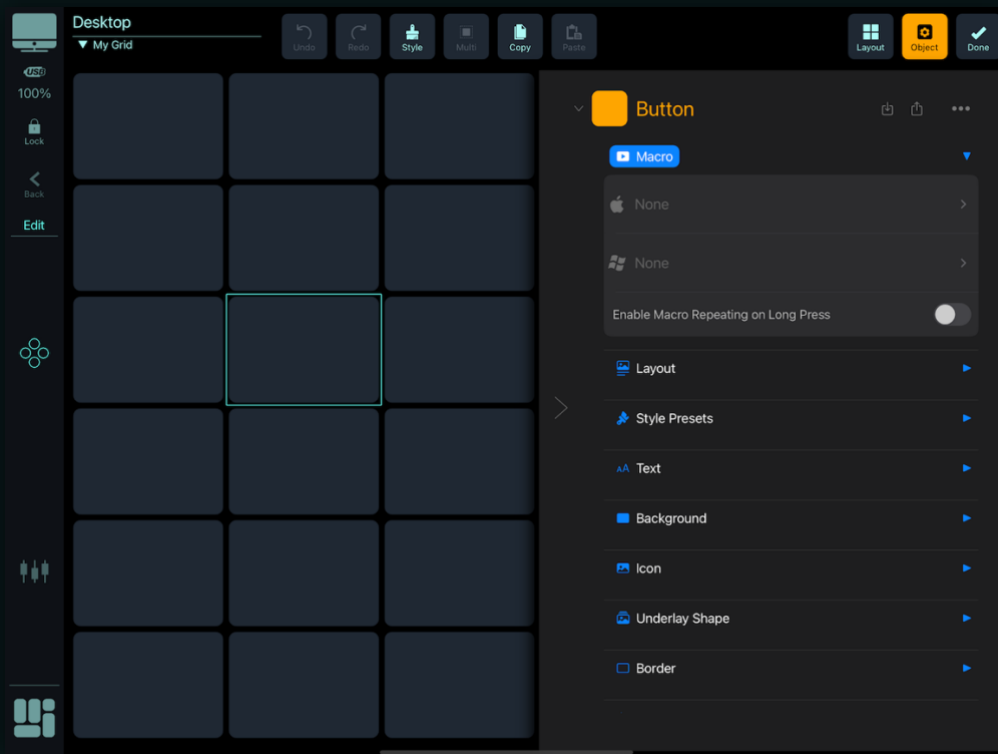 Desktop
▼ My Grid
Undo
Redo
Style
Multi
Copy
Paste
Layout
Object
Done
USB
100%
Lock
Back
Edit
Button
Macro
None
None
Enable Macro Repeating on Long Press
Layout
Style Presets
AA Text
Background
Icon
Underlay Shape
Border